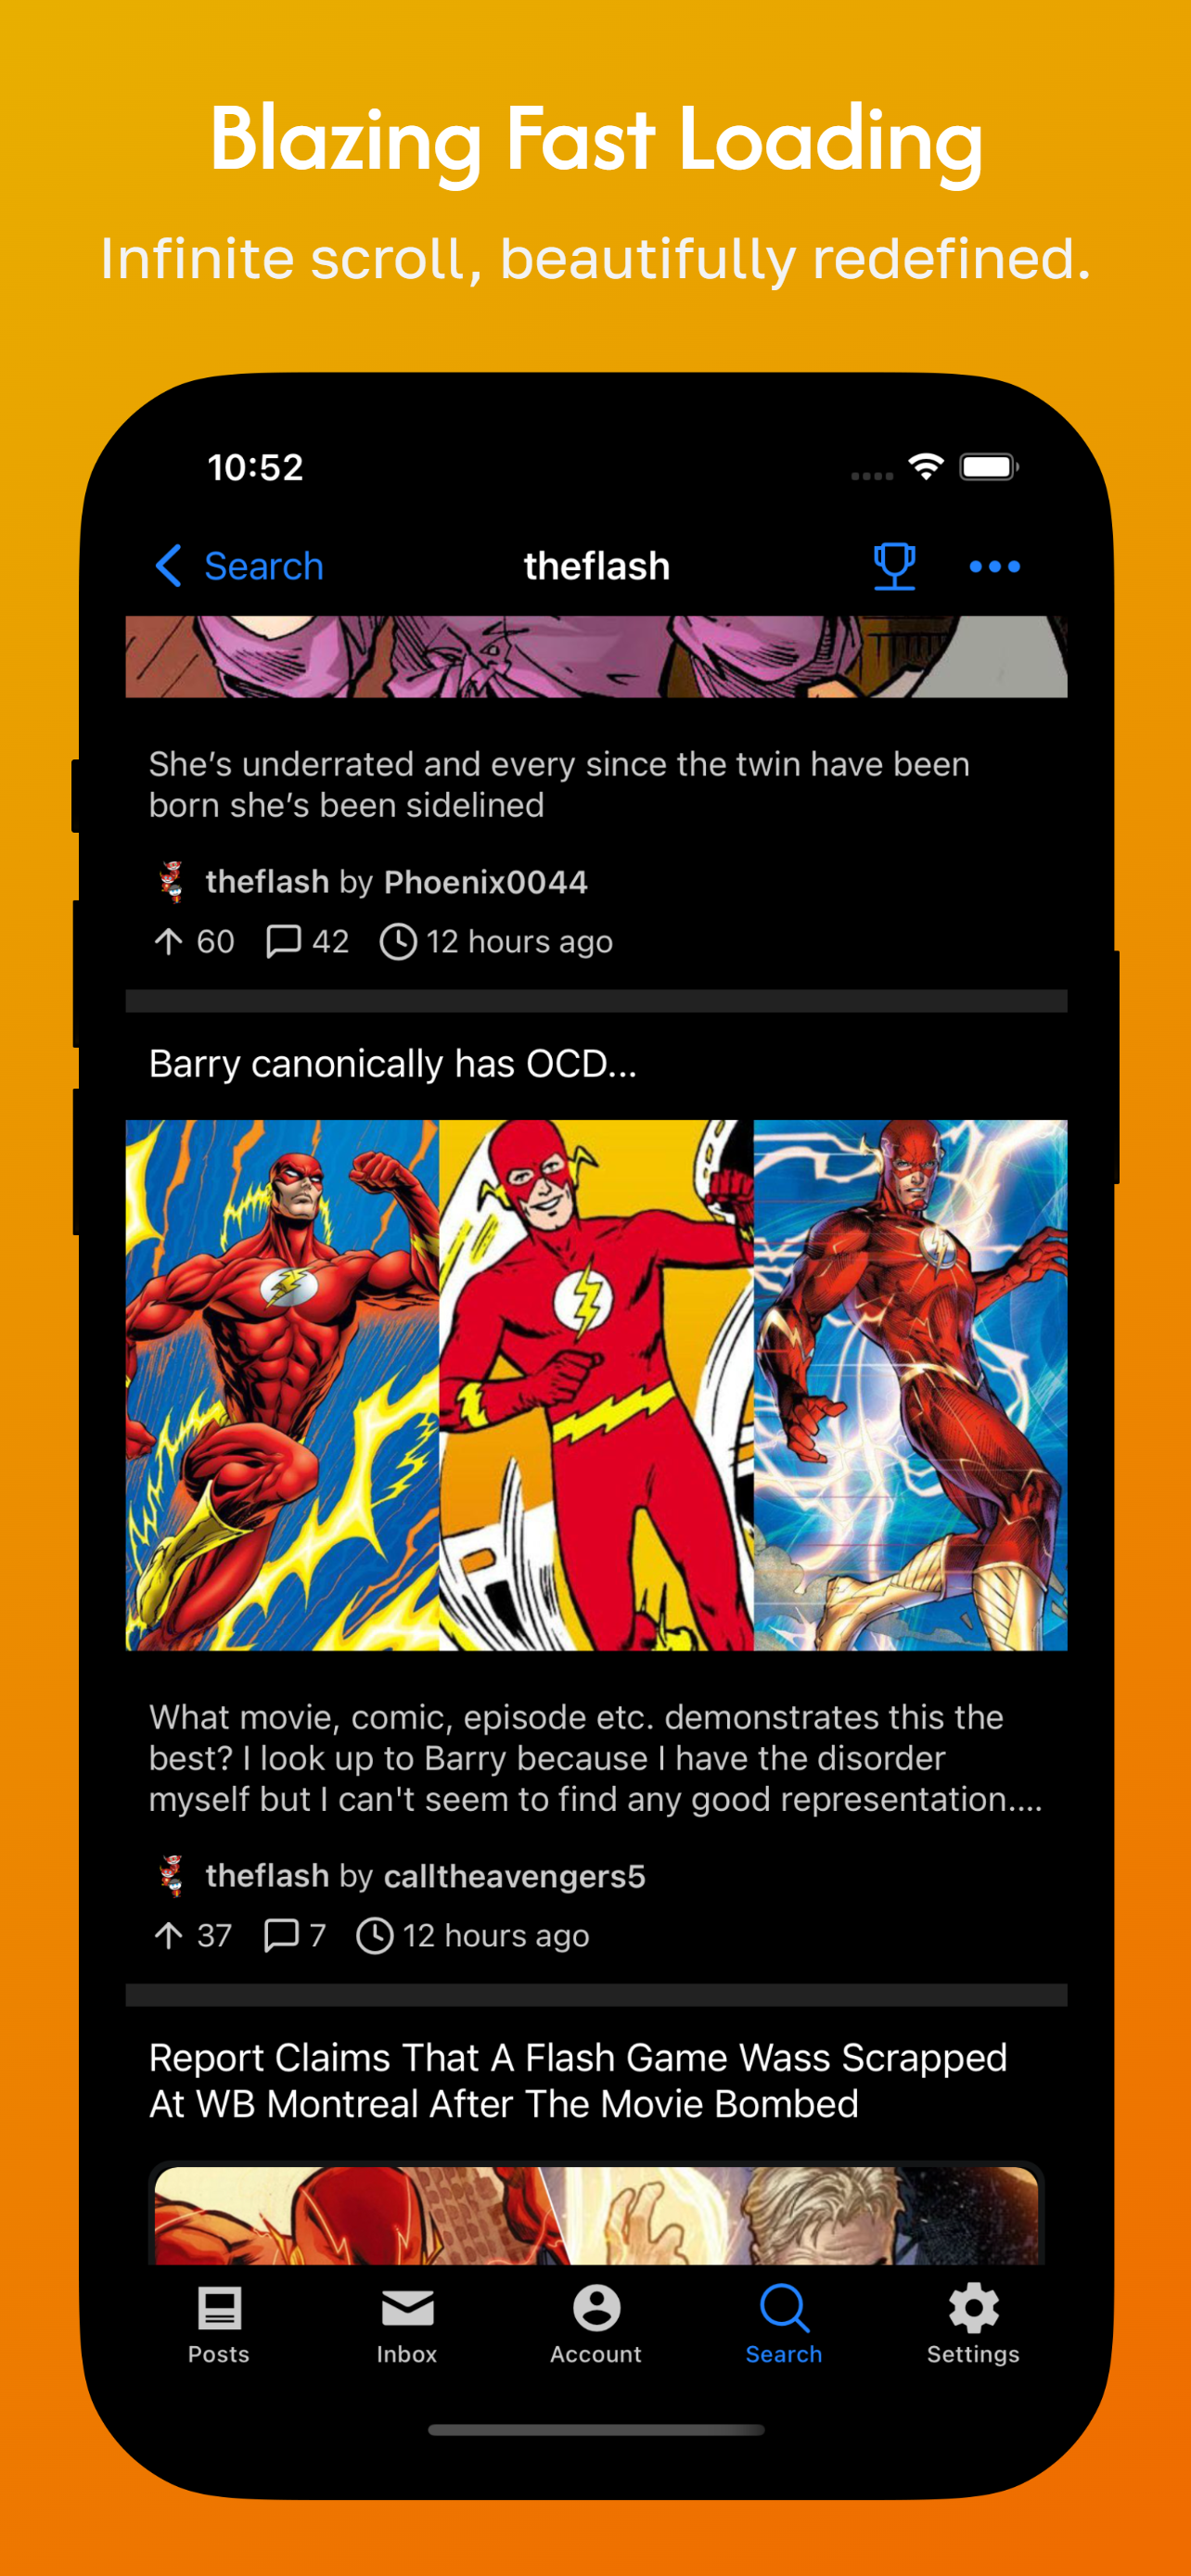 Blazing Fast Loading
Infinite scroll, beautifully redefined.
10:52
Search
theflash
She’s underrated and every since the twin have been
born she’s been sidelined
theflash by Phoenix0044
60 42 12 hours ago
Barry canonically has OCD...
What movie, comic, episode etc. demonstrates this the
best? I look up to Barry because I have the disorder
myself but I can't seem to find any good representation....
theflash by calltheavengers5
37 7 12 hours ago
Report Claims That A Flash Game Wass Scrapped
At WB Montreal After The Movie Bombed
Posts Inbox Account Search Settings